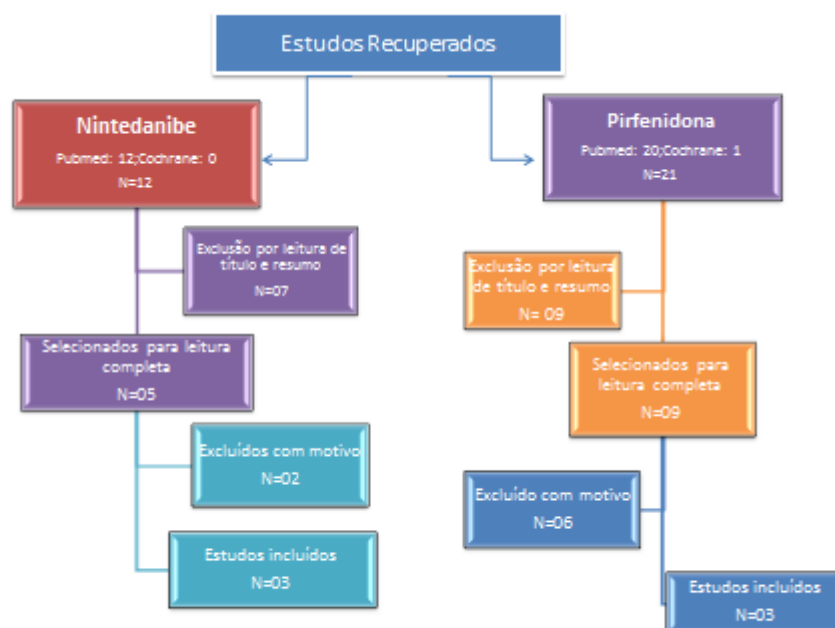 Estudos Recuperados
Nintedanibe
Pubmed: 12;Cochrane: 0
N=12
Exclusão por leitura de
título e resumo
N=07
Selecionados para leitura
completa
N=05
Excluídos com motivo
N=02
Estudos incluídos
N=03
Pirfenidona
Pubmed: 20;Cochrane: 1
N=21
Exclusão por leitura
de título e resumo
N= 09
Selecionados para
leitura completa
N=09
Excluído com motivo
N=06
Estudos incluídos
N=03